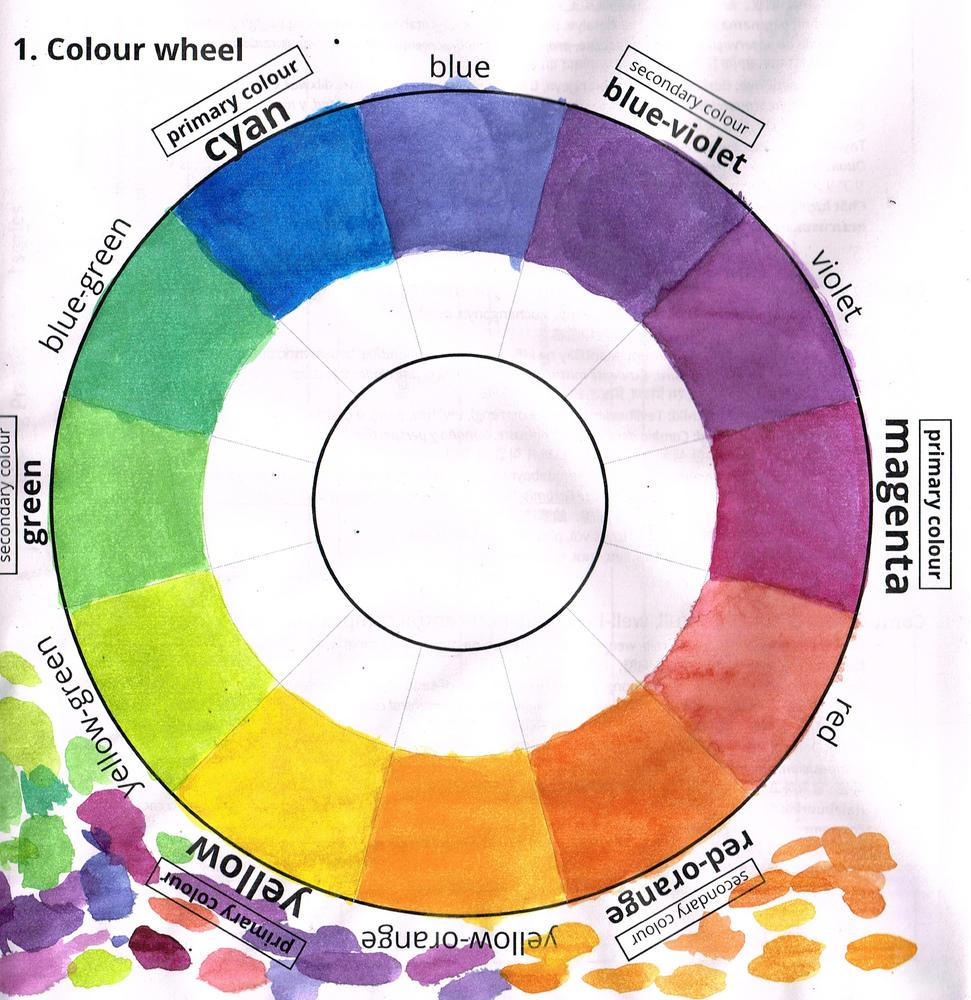 1. Colour wheel
blue
secondary colour
blue-violet
violet
primary colour
magenta
red
red-orange
secondary colour
yellow-orange
yellow
primary colour
yellow-green
secondary colour
green
blue-green
primary colour
cyan